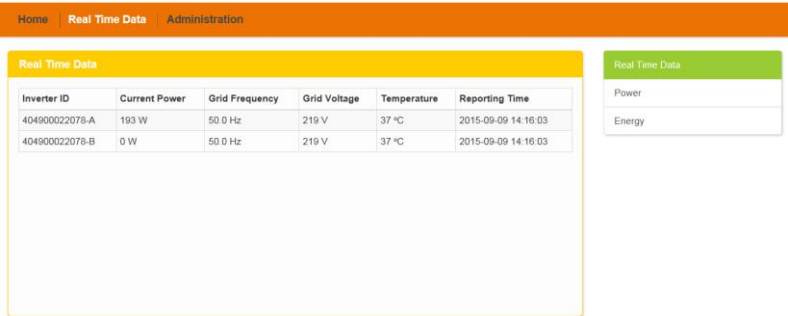 Home Real Time Data Administration
Real Time Data
Inverter ID Current Power Grid Frequency Grid Voltage Temperature Reporting Time
404900022078-A 193 W 50.0 Hz 219 V 37 ºC 2015-09-09 14:16:03
404900022078-B 0 W 50.0 Hz 219 V 37 ºC 2015-09-09 14:16:03
Real Time Data
Power
Energy